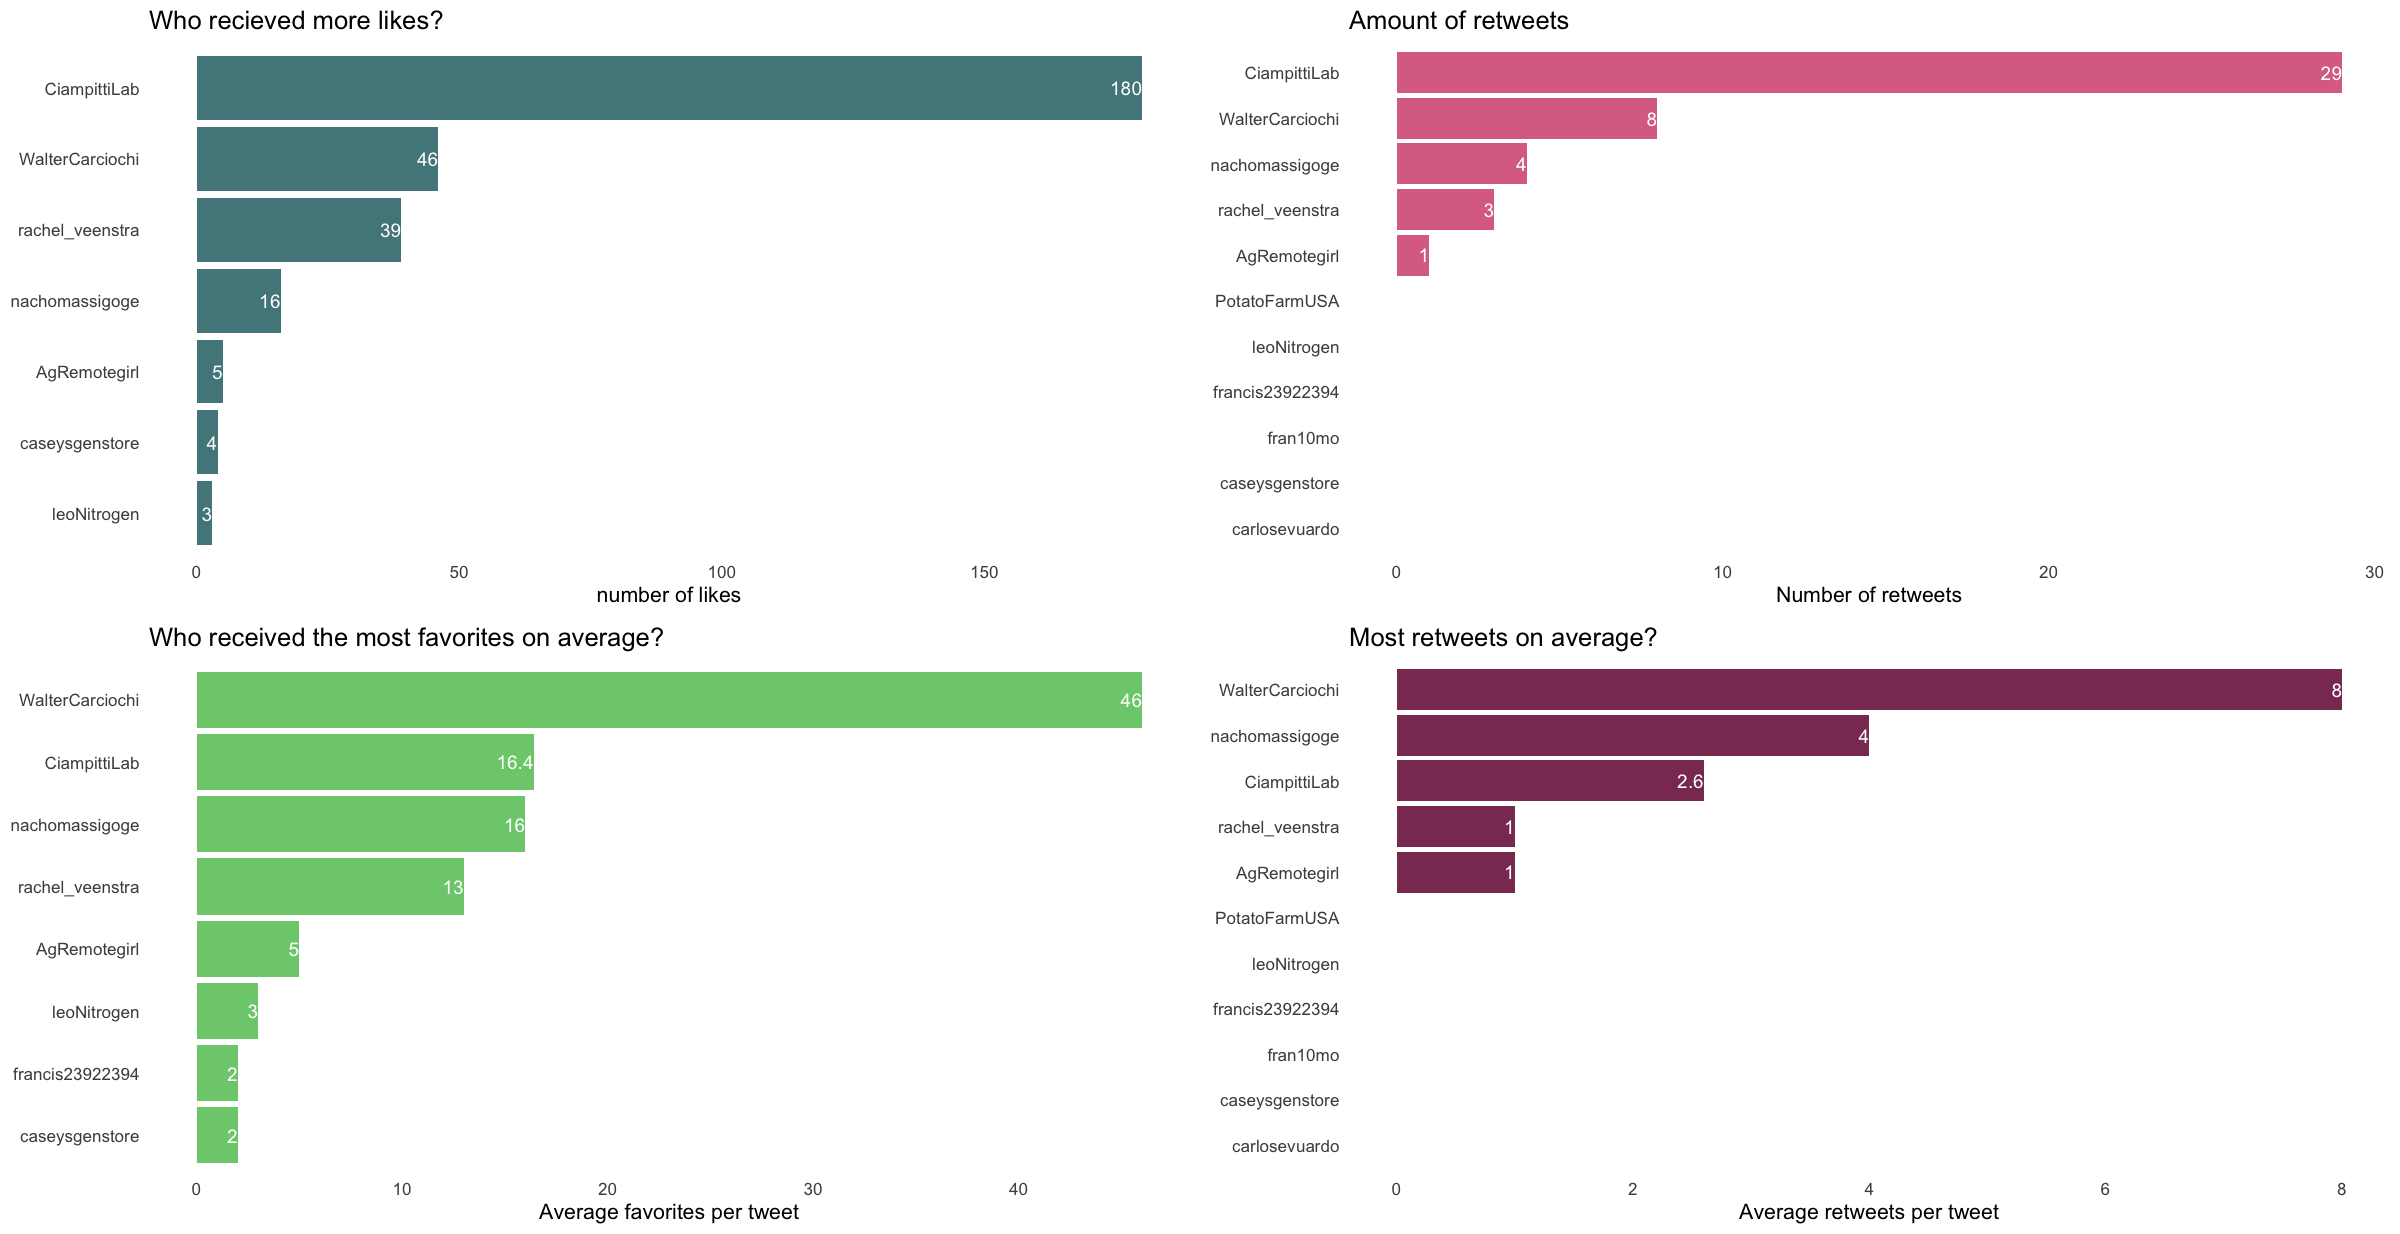 Who recieved more likes?
CiampittiLab
180
WalterCarciochi
46
rachel_veenstra
39
nachomassigoge
16
AgRemotegirl
5
caseysgenstore
4
leoNitrogen
3
0 50 100 150
number of likes
Amount of retweets
CiampittiLab
29
WalterCarciochi
8
nachomassigoge
4
rachel_veenstra
3
AgRemotegirl
1
PotatoFarmUSA
leoNitrogen
francis23922394
fran10mo
caseysgenstore
carlosevuardo
0 10 20 30
Number of retweets
Who received the most favorites on average?
WalterCarciochi
46
CiampittiLab
16.4
nachomassigoge
16
rachel_veenstra
13
AgRemotegirl
5
leoNitrogen
3
francis23922394
2
caseysgenstore
2
0 10 20 30 40
Average favorites per tweet
Most retweets on average?
WalterCarciochi
8
nachomassigoge
4
CiampittiLab
2.6
rachel_veenstra
1
AgRemotegirl
1
PotatoFarmUSA
leoNitrogen
francis23922394
fran10mo
caseysgenstore
carlosevuardo
0 2 4 6 8
Average retweets per tweet